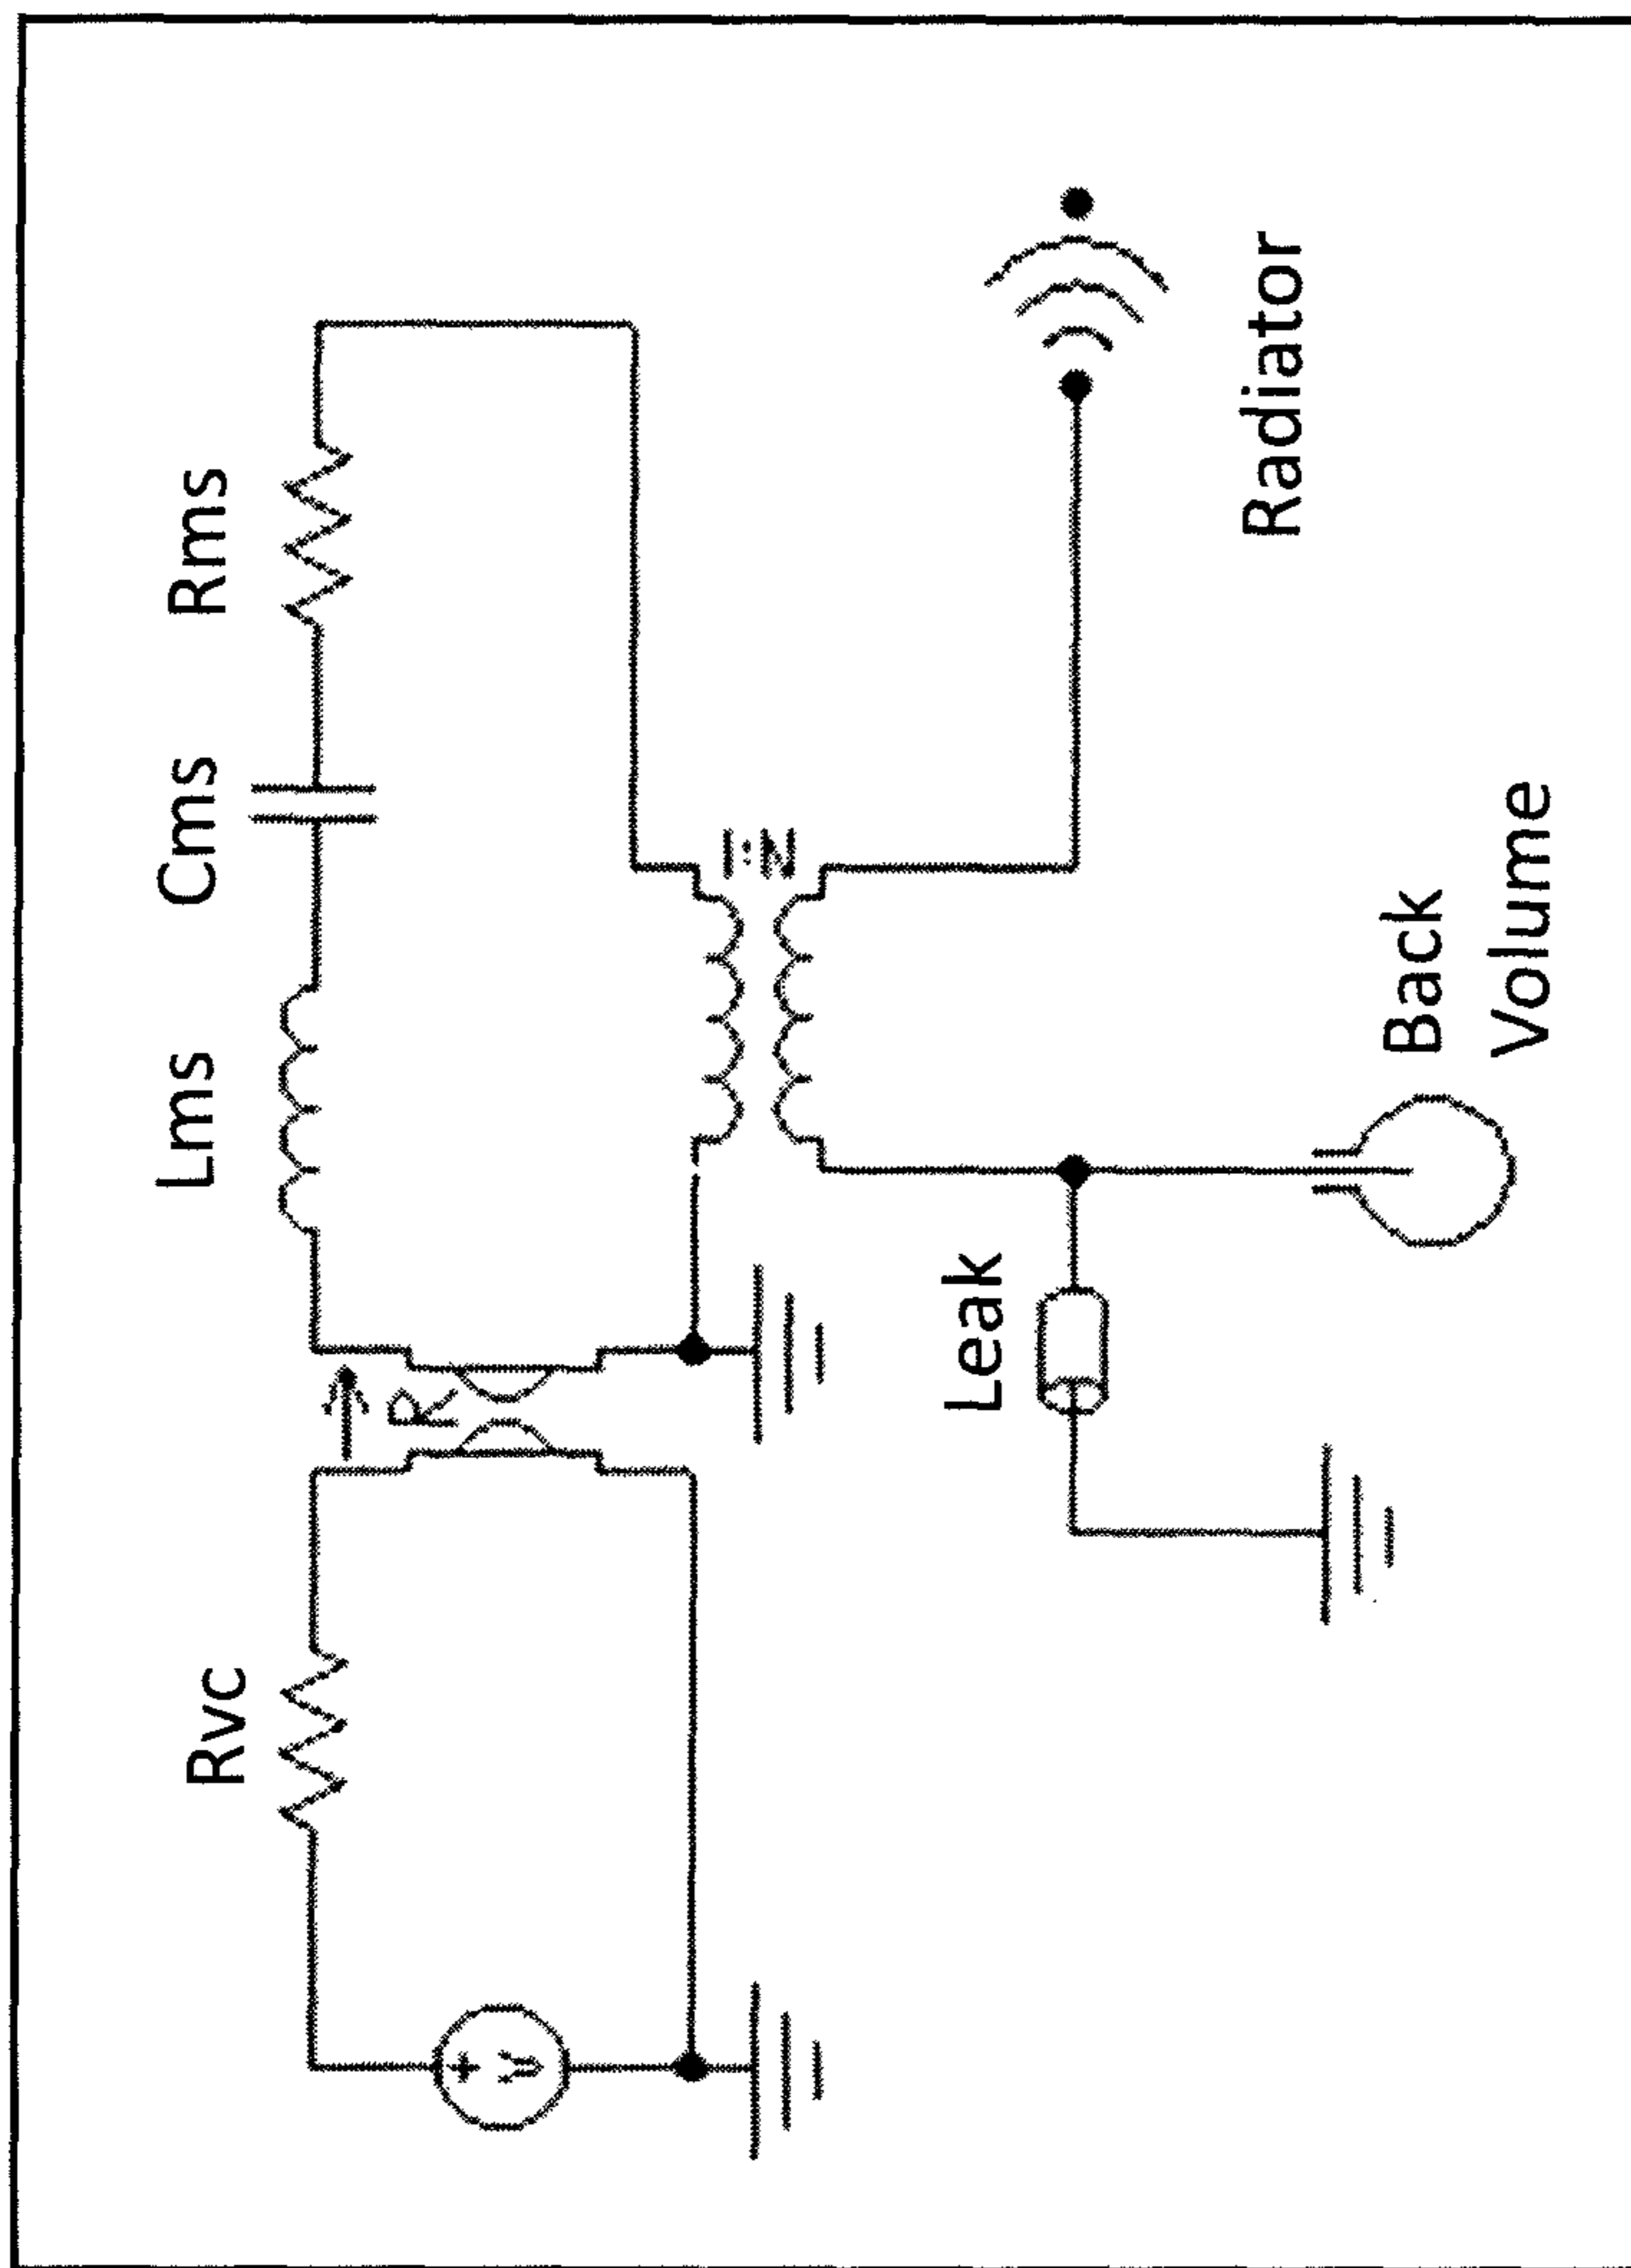 Rvc
Lms
Cms
Rms
R
+
V
1:N
Leak
Back
Volume
Radiator